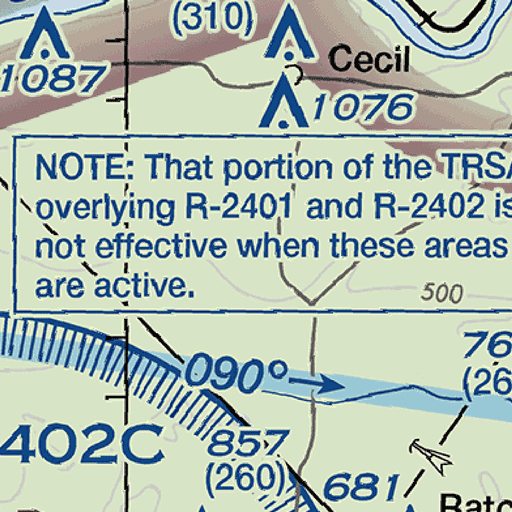 (310)
Cecil
1087
1076
NOTE: That portion of the TRSA
overlying R-2401 and R-2402 is
not effective when these areas
are active.
500
76
090°
(26
402C
857
(260)
681
Ratc